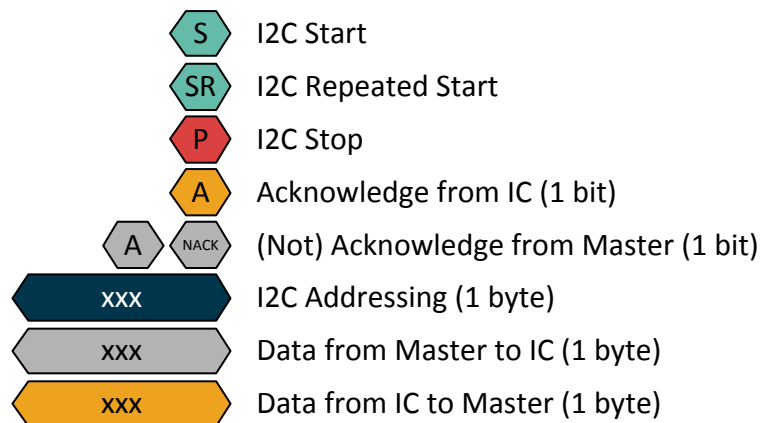 S I2C Start
SR I2C Repeated Start
P I2C Stop
A Acknowledge from IC (1 bit)
A NACK (Not) Acknowledge from Master (1 bit)
xxx I2C Addressing (1 byte)
xxx Data from Master to IC (1 byte)
xxx Data from IC to Master (1 byte)